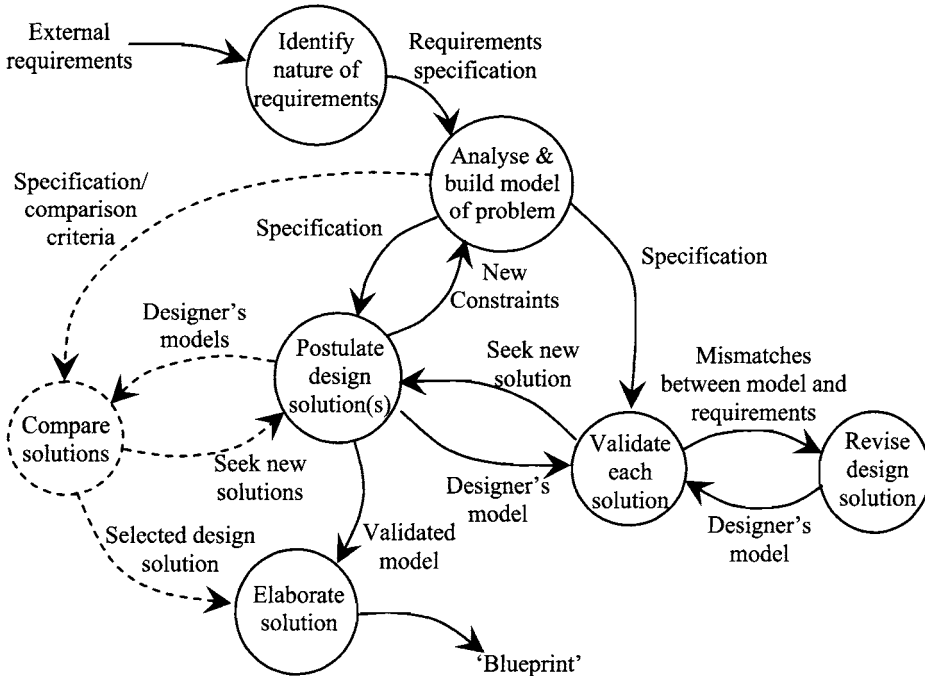 External
requirements
Identify
nature of
requirements
Requirements
specification
Analyse &
build model
of problem
Specification/
comparison
criteria
Specification
Specification
New
Constraints
Designer's
models
Postulate
design
solution(s)
Seek new
solution
Mismatches
between model and
requirements
Compare
solutions
Seek new
solutions
Designer's
model
Validate
each
solution
Revise
design
solution
Designer's
model
Selected design
solution
Validated
model
Elaborate
solution
'Blueprint'